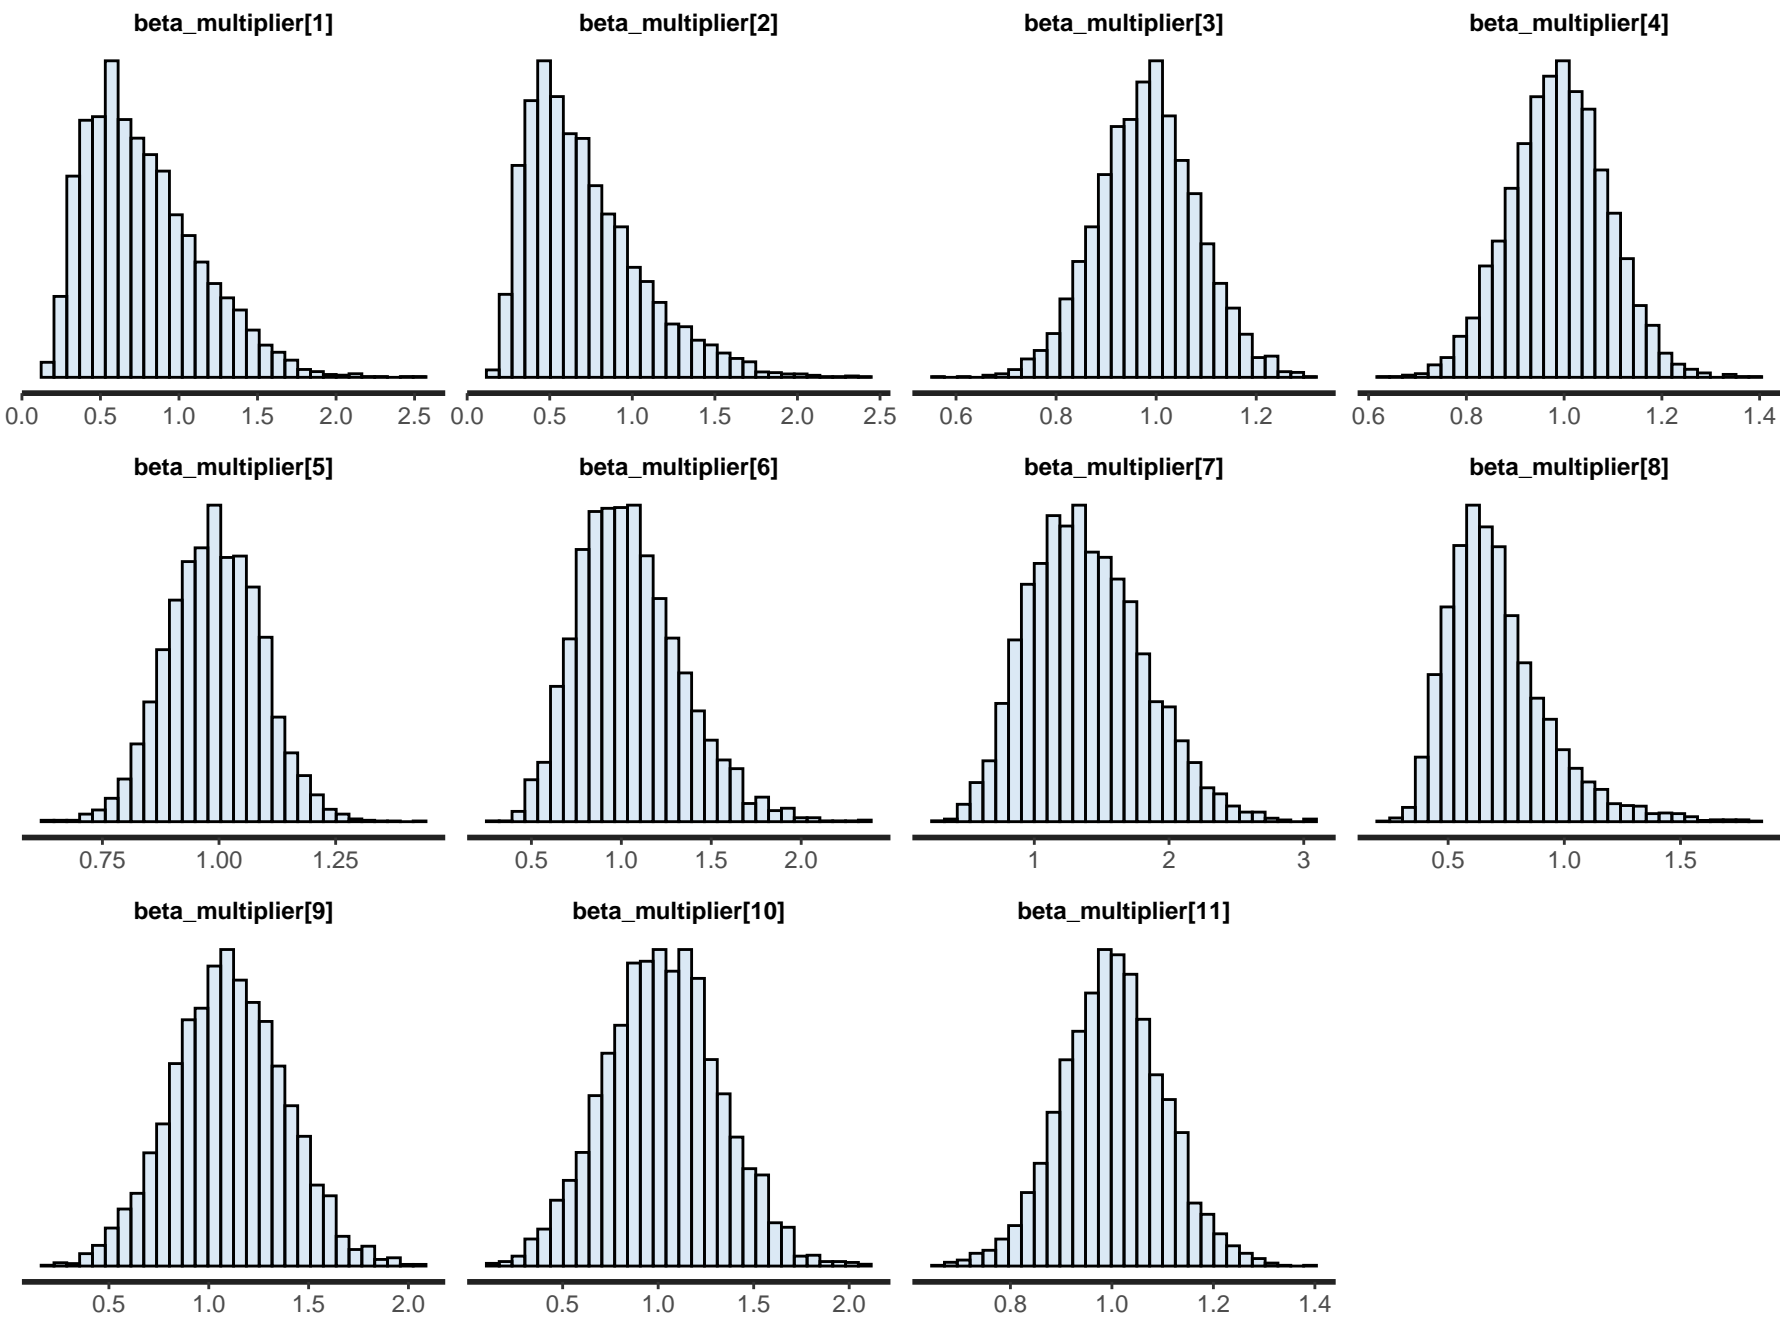 beta_multiplier[1] beta_multiplier[2] beta_multiplier[3] beta_multiplier[4]
0.0 0.5 1.0 1.5 2.0 2.5 0.0 0.5 1.0 1.5 2.0 2.5 0.6 0.8 1.0 1.2 0.6 0.8 1.0 1.2 1.4
beta_multiplier[5] beta_multiplier[6] beta_multiplier[7] beta_multiplier[8]
0.75 1.00 1.25 0.5 1.0 1.5 2.0 1 2 3 0.5 1.0 1.5
beta_multiplier[9] beta_multiplier[10] beta_multiplier[11]
0.5 1.0 1.5 2.0 0.5 1.0 1.5 2.0 0.8 1.0 1.2 1.4